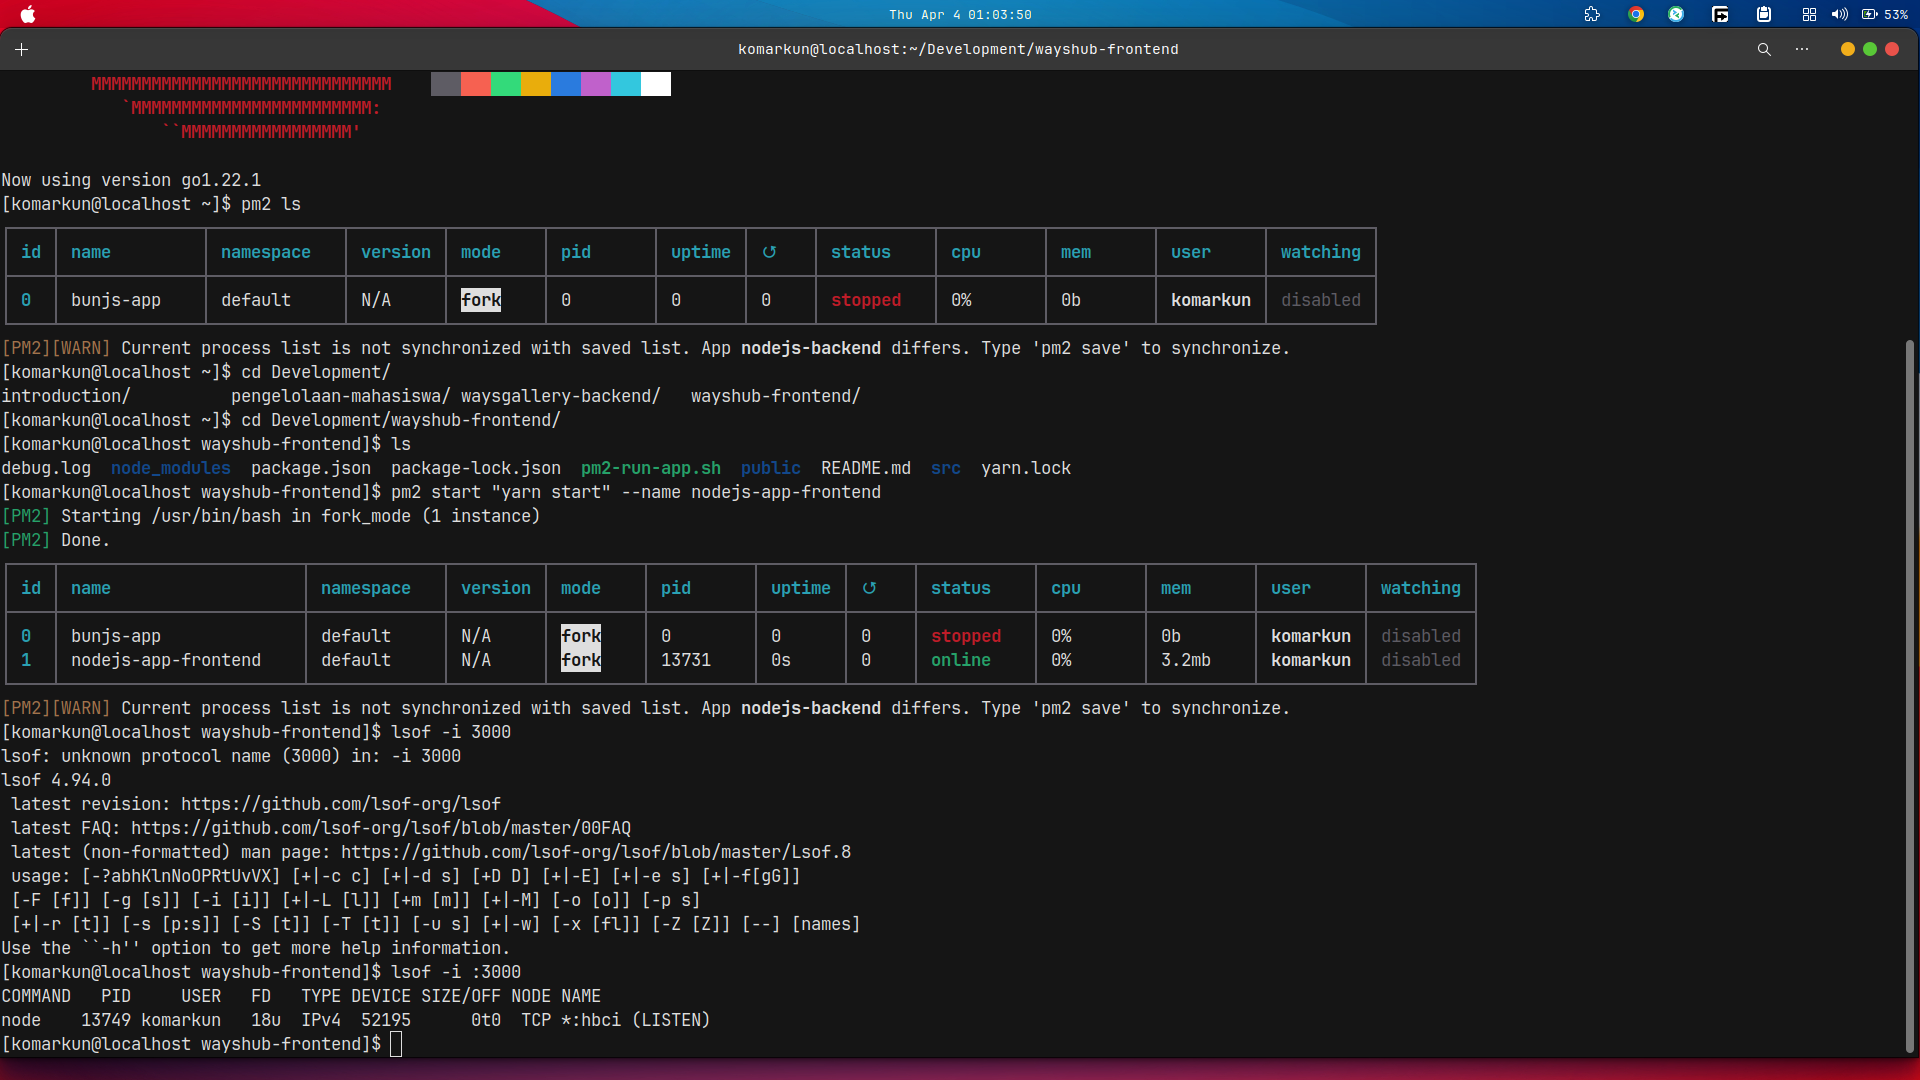 Thu Apr 4 01:03:50
53%
komarkun@localhost:~/Development/wayshub-frontend
MMMMMMMMMMMMMMMMMMMMMMMMMMMMMM
`MMMMMMMMMMMMMMMMMMMMMMMM:
``MMMMMMMMMMMMMMMMM'
Now using version go1.22.1
[komarkun@localhost ~]$ pm2 ls
id name namespace version mode pid uptime ↺ status cpu mem user watching
0 bunjs-app default N/A fork 0 0 0 stopped 0% 0b komarkun disabled
[PM2][WARN] Current process list is not synchronized with saved list. App nodejs-backend differs. Type 'pm2 save' to synchronize.
[komarkun@localhost ~]$ cd Development/
introduction/ pengelolaan-mahasiswa/ waysgallery-backend/ wayshub-frontend/
[komarkun@localhost ~]$ cd Development/wayshub-frontend/
[komarkun@localhost wayshub-frontend]$ ls
debug.log node_modules package.json package-lock.json pm2-run-app.sh public README.md src yarn.lock
[komarkun@localhost wayshub-frontend]$ pm2 start "yarn start" --name nodejs-app-frontend
[PM2] Starting /usr/bin/bash in fork_mode (1 instance)
[PM2] Done.
id name namespace version mode pid uptime ↺ status cpu mem user watching
0 bunjs-app default N/A fork 0 0 0 stopped 0% 0b komarkun disabled
1 nodejs-app-frontend default N/A fork 13731 0s 0 online 0% 3.2mb komarkun disabled
[PM2][WARN] Current process list is not synchronized with saved list. App nodejs-backend differs. Type 'pm2 save' to synchronize.
[komarkun@localhost wayshub-frontend]$ lsof -i 3000
lsof: unknown protocol name (3000) in: -i 3000
lsof 4.94.0
latest revision: https://github.com/lsof-org/lsof
latest FAQ: https://github.com/lsof-org/lsof/blob/master/00FAQ
latest (non-formatted) man page: https://github.com/lsof-org/lsof/blob/master/Lsof.8
usage: [-?abhKlnNoOPRtUvVX] [+|-c c] [+|-d s] [+D D] [+|-E] [+|-e s] [+|-f[gG]]
[-F [f]] [-g [s]] [-i [i]] [+|-L [l]] [+m [m]] [+|-M] [-o [o]] [-p s]
[+|-r [t]] [-s [p:s]] [-S [t]] [-T [t]] [-u s] [+|-w] [-x [fl]] [-Z [Z]] [--] [names]
Use the ``-h'' option to get more help information.
[komarkun@localhost wayshub-frontend]$ lsof -i :3000
COMMAND PID USER FD TYPE DEVICE SIZE/OFF NODE NAME
node 13749 komarkun 18u IPv4 52195 0t0 TCP *:hbci (LISTEN)
[komarkun@localhost wayshub-frontend]$